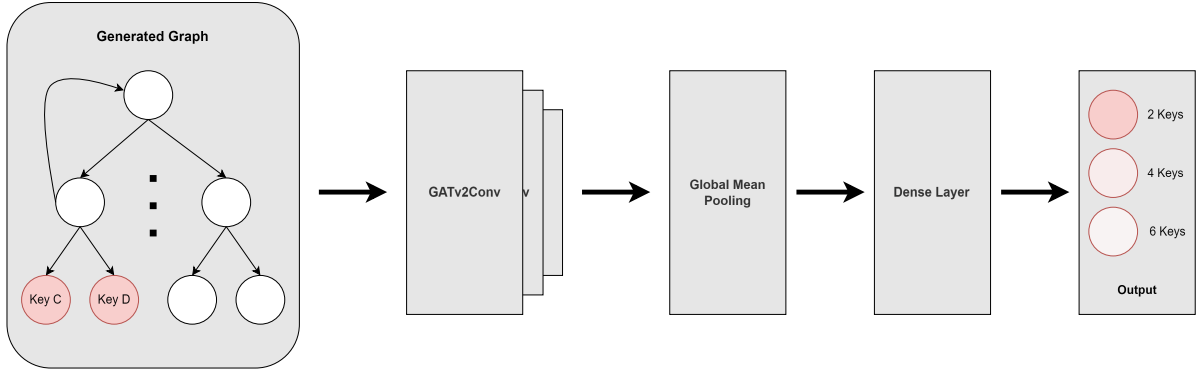 Generated Graph
Key C
Key D
GATv2Conv
v
Global Mean
Pooling
Dense Layer
2 Keys
4 Keys
6 Keys
Output